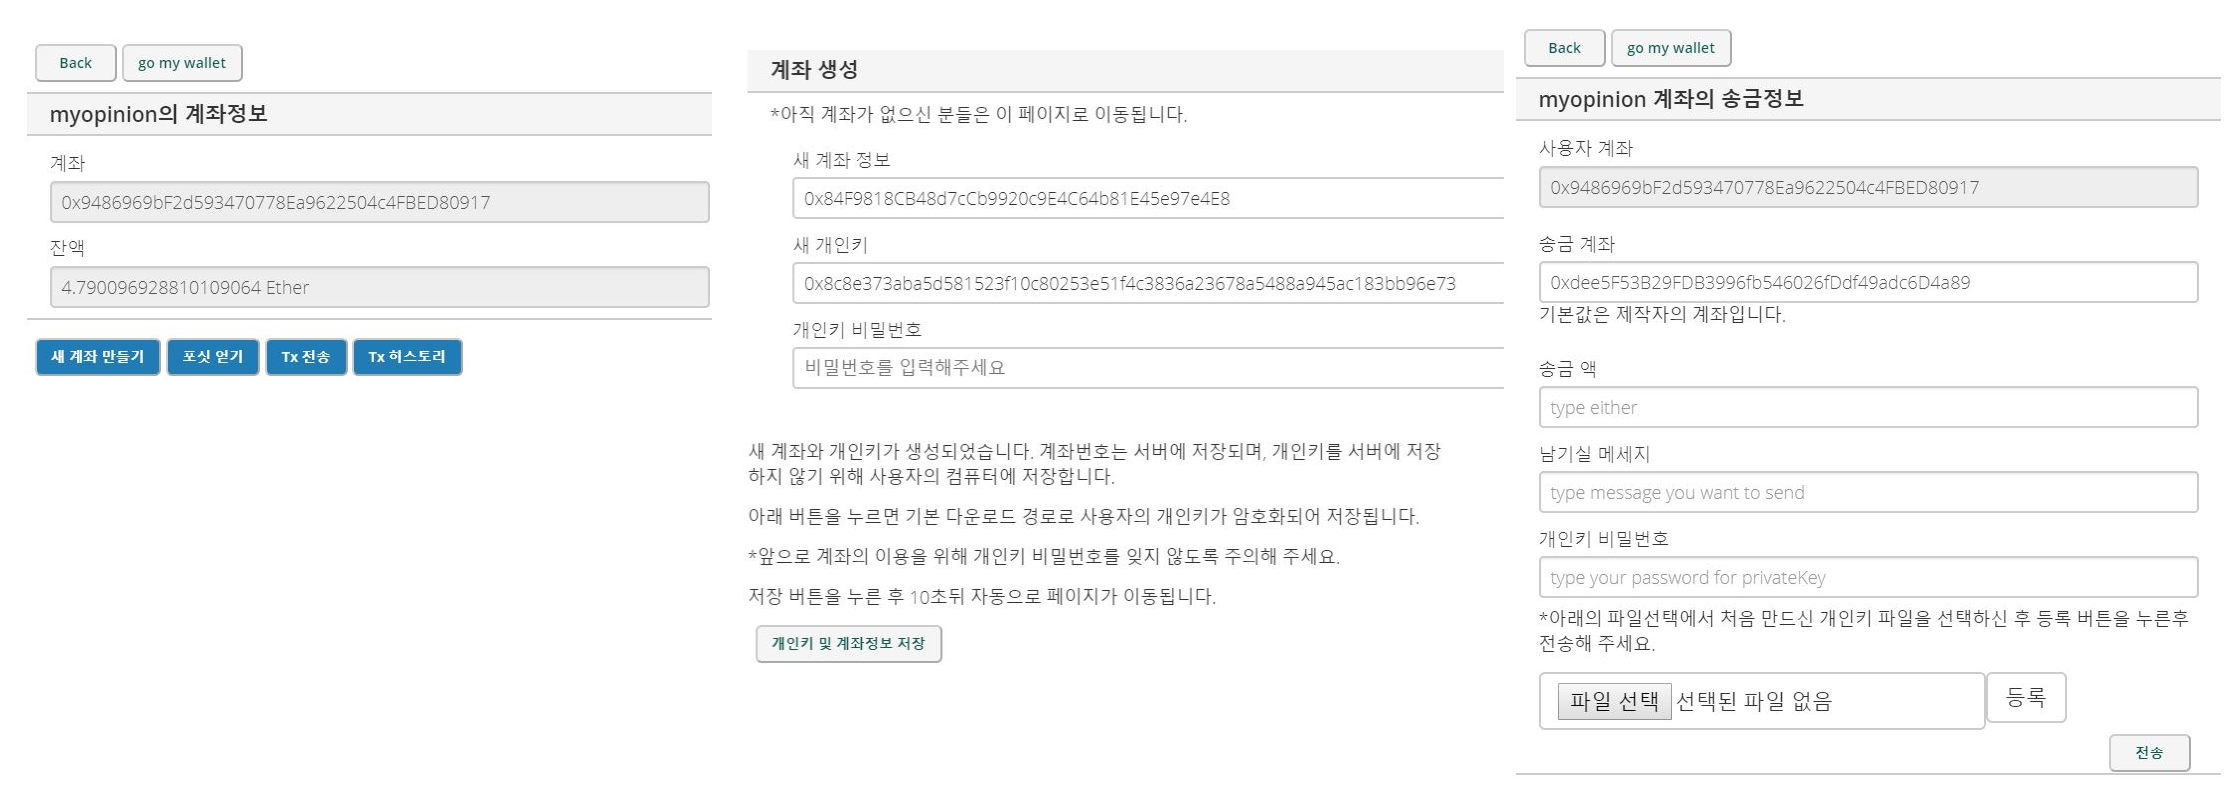 Back
go my wallet
myopinion의 계좌정보
계좌
0x9486969bF2d593470778Ea9622504c4FBED80917
잔액
4.790096928810109064 Ether
새 계좌 만들기
포싯 얻기
Tx 전송
Tx 히스토리
계좌 생성
*아직 계좌가 없으신 분들은 이 페이지로 이동됩니다.
새 계좌 정보
0x84F9818CB48d7cCb9920c9E4C64b81E45e97e4E8
새 개인키
0x8c8e373aba5d581523f10c80253e51f4c3836a23678a5488a945ac183bb96e73
개인키 비밀번호
비밀번호를 입력해주세요
새 계좌와 개인키가 생성되었습니다. 계좌번호는 서버에 저장되며, 개인키를 서버에 저장
하지 않기 위해 사용자의 컴퓨터에 저장합니다.
아래 버튼을 누르면 기본 다운로드 경로로 사용자의 개인키가 암호화되어 저장됩니다.
*앞으로 계좌의 이용을 위해 개인키 비밀번호를 잊지 않도록 주의해 주세요.
저장 버튼을 누른 후 10초뒤 자동으로 페이지가 이동됩니다.
개인키 및 계좌정보 저장
Back
go my wallet
myopinion 계좌의 송금정보
사용자 계좌
0x9486969bF2d593470778Ea9622504c4FBED80917
송금 계좌
0xdee5F53B29FDB3996fb546026fDdf49adc6D4a89
기본값은 제작자의 계좌입니다.
송금 액
type either
남기실 메세지
type message you want to send
개인키 비밀번호
type your password for privateKey
*아래의 파일선택에서 처음 만드신 개인키 파일을 선택하신 후 등록 버튼을 누른후
전송해 주세요.
파일 선택 선택된 파일 없음
등록
전송